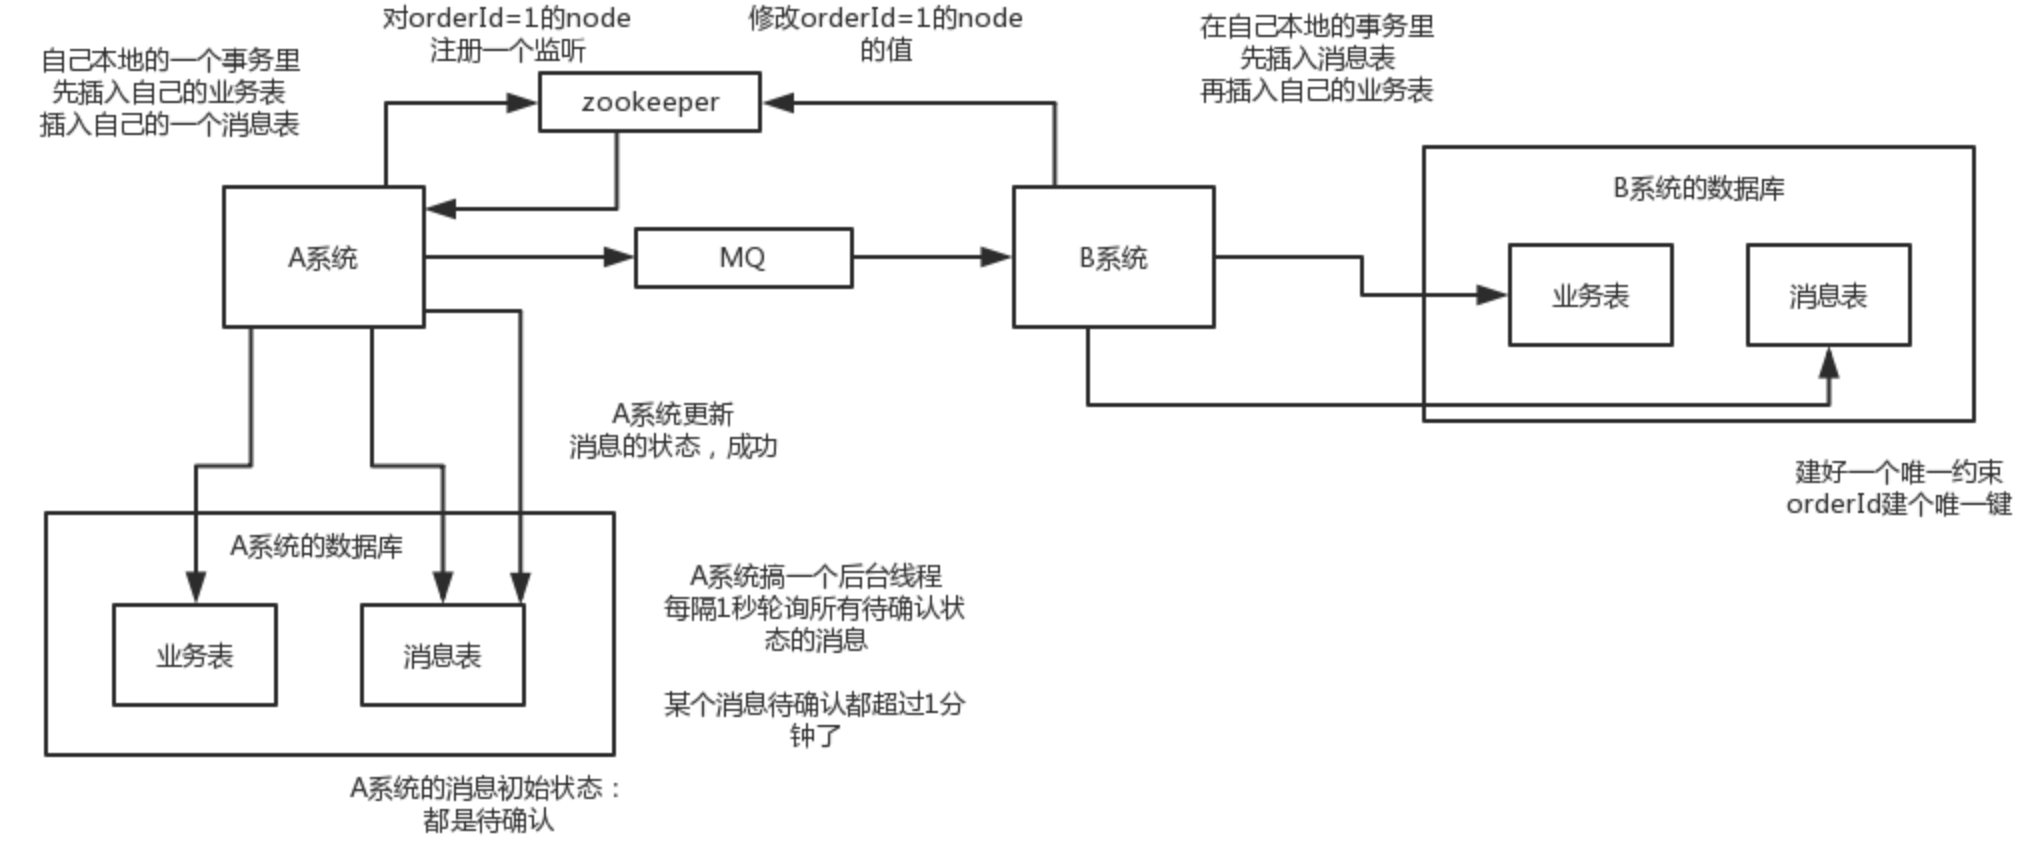 对orderId=1的node
注册一个监听
修改orderId=1的node
的值
在自己本地的事务里
先插入消息表
再插入自己的业务表
自己本地的一个事务里
先插入自己的业务表
插入自己的一个消息表
zookeeper
A系统
MQ
B系统
B系统的数据库
业务表
消息表
A系统更新
消息的状态，成功
建好一个唯一约束
orderId建个唯一键
A系统的数据库
业务表
消息表
A系统搞一个后台线程
每隔1秒轮询所有待确认状
态的消息
某个消息待确认都超过1分
钟了
A系统的消息初始状态：
都是待确认